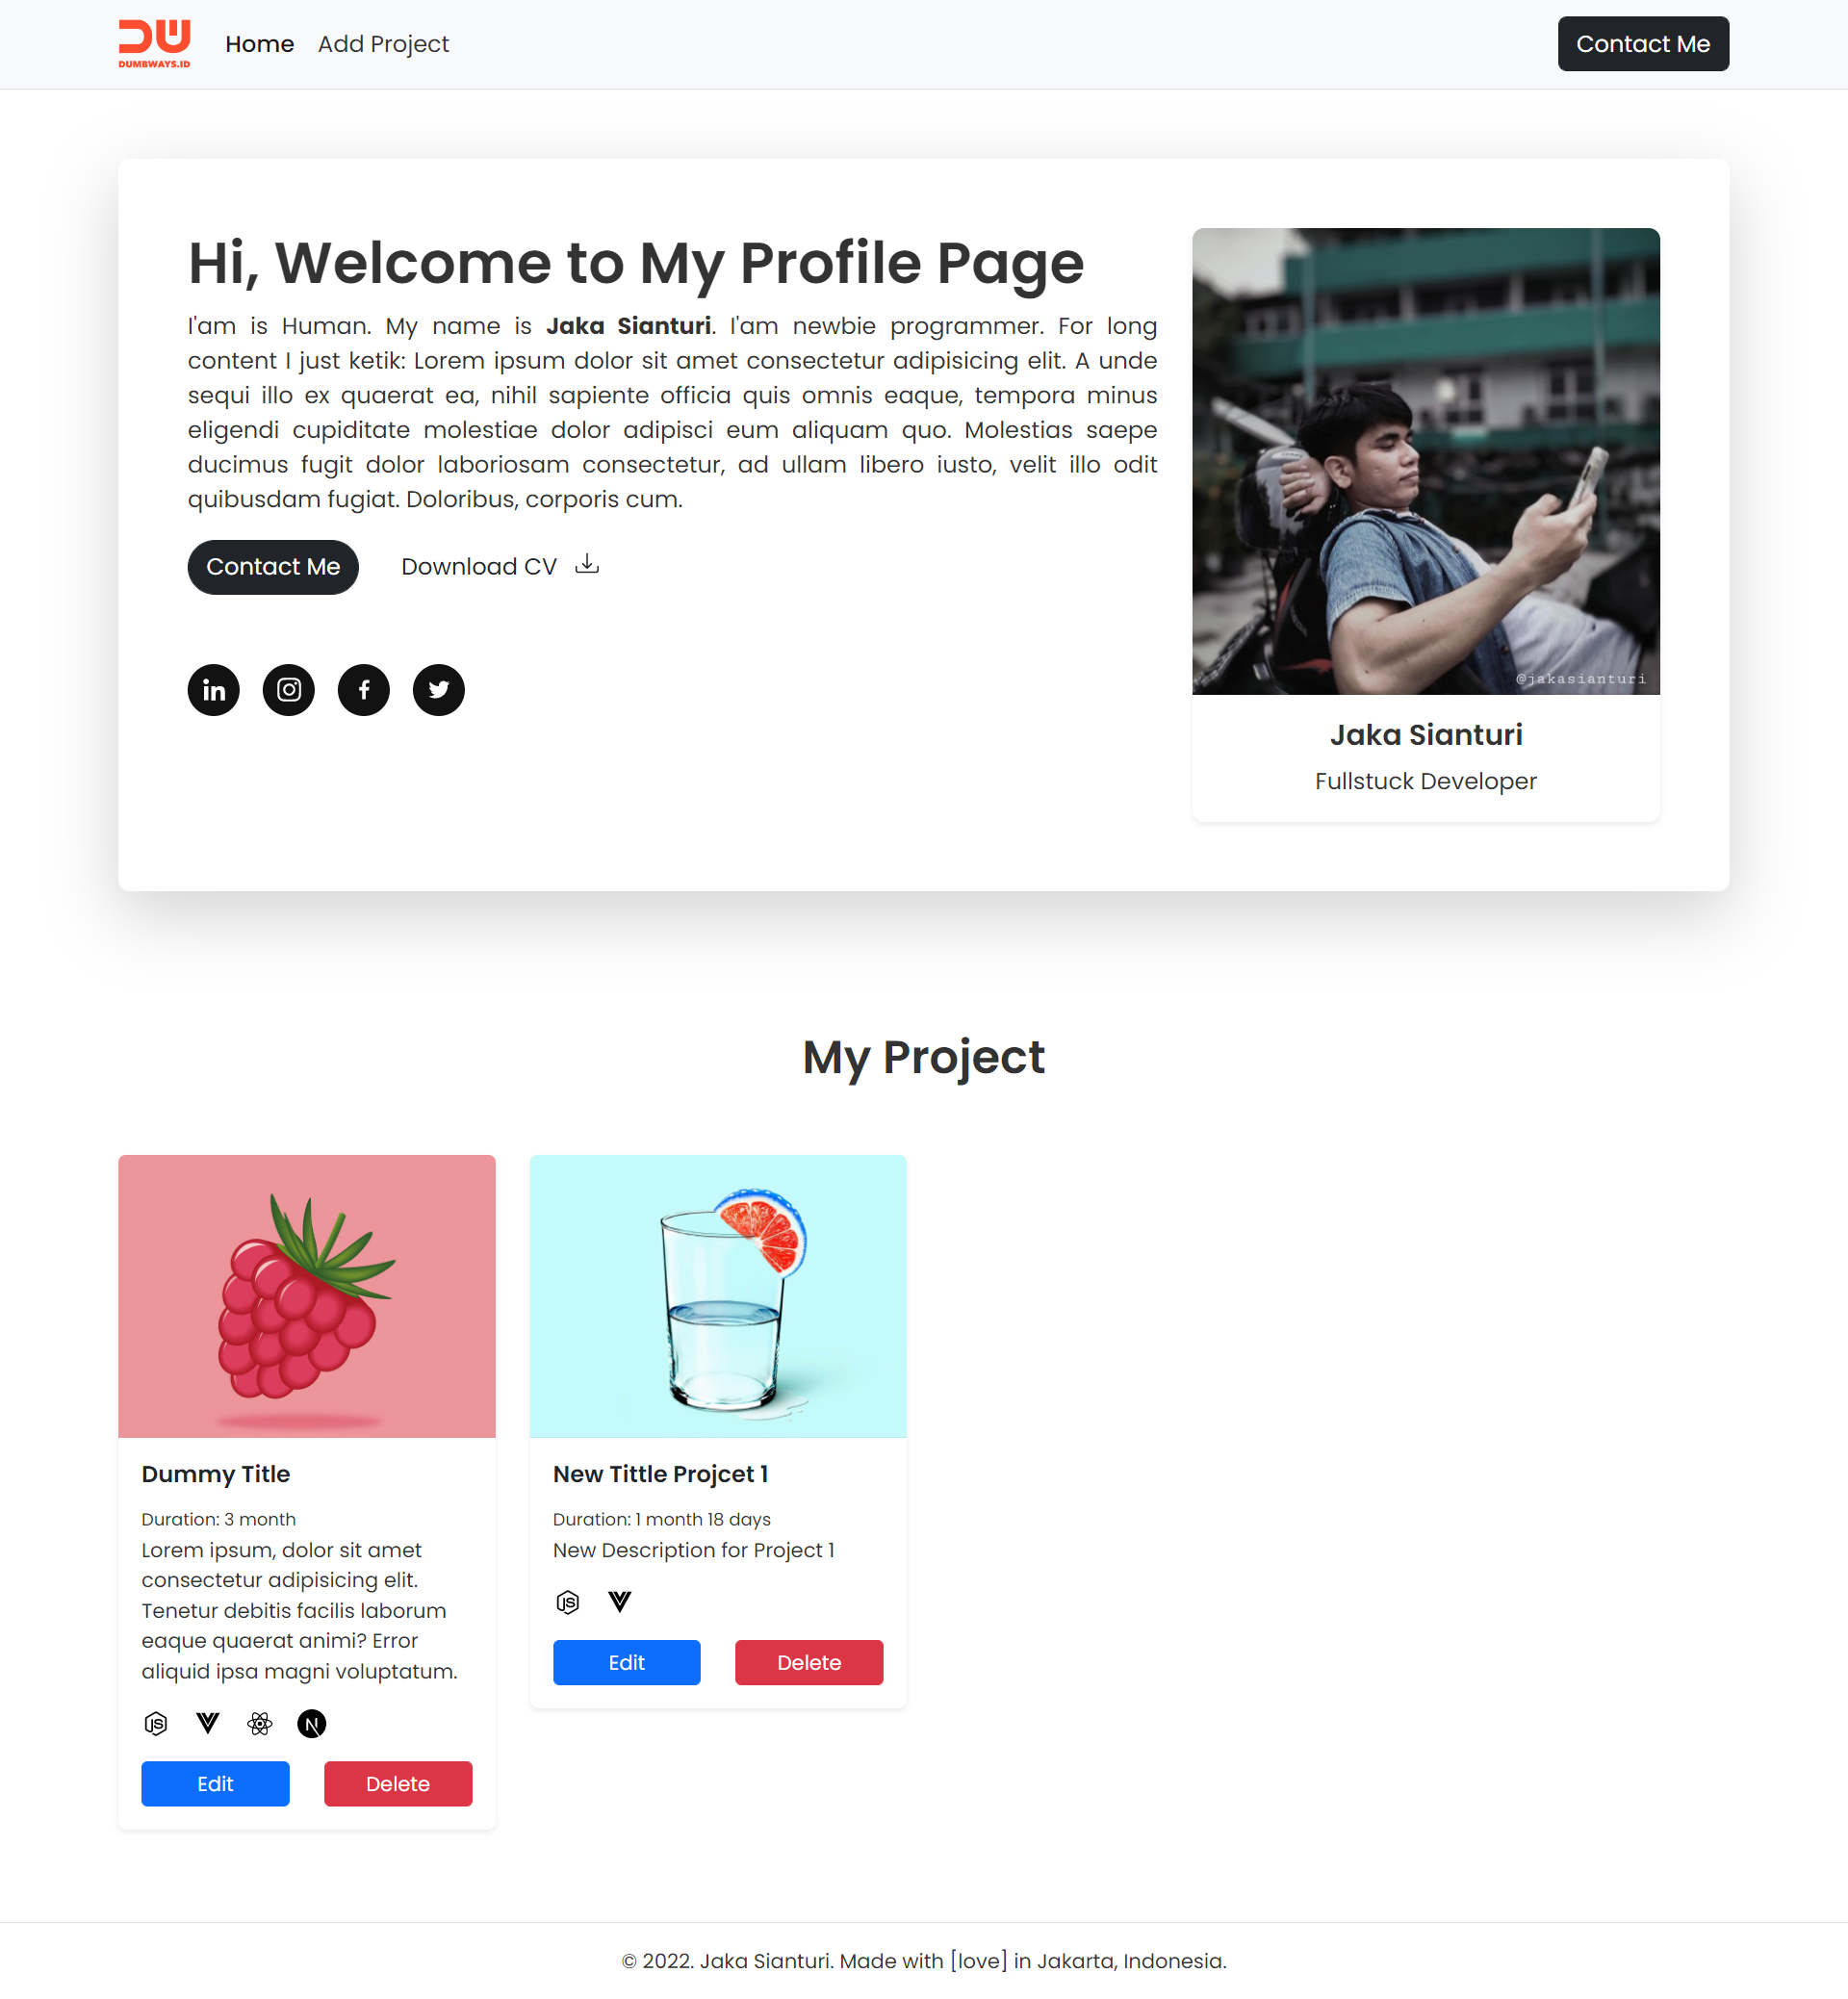 DUMBWAYS.ID
Home
Add Project
Contact Me
Hi, Welcome to My Profile Page
I'am is Human. My name is Jaka Sianturi. I'am newbie programmer. For long
content I just ketik: Lorem ipsum dolor sit amet consectetur adipisicing elit. A unde
sequi illo ex quaerat ea, nihil sapiente officia quis omnis eaque, tempora minus
eligendi cupiditate molestiae dolor adipisci eum aliquam quo. Molestias saepe
ducimus fugit dolor laboriosam consectetur, ad ullam libero iusto, velit illo odit
quibusdam fugiat. Doloribus, corporis cum.
Contact Me
Download CV
@jakasianturi
Jaka Sianturi
Fullstuck Developer
My Project
Dummy Title
Duration: 3 month
Lorem ipsum, dolor sit amet
consectetur adipisicing elit.
Tenetur debitis facilis laborum
eaque quaerat animi? Error
aliquid ipsa magni voluptatum.
Edit
Delete
New Tittle Projcet 1
Duration: 1 month 18 days
New Description for Project 1
Edit
Delete
© 2022. Jaka Sianturi. Made with [love] in Jakarta, Indonesia.